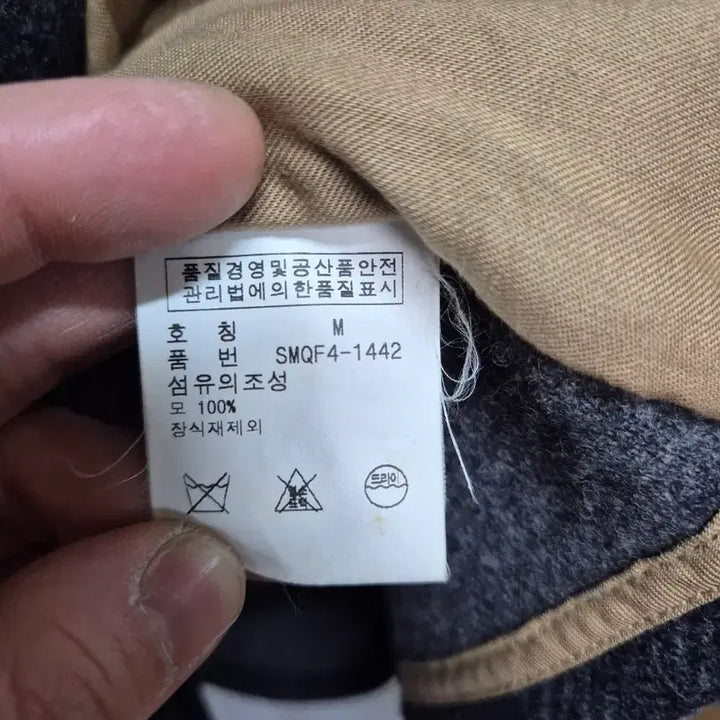 품질경영및공산품안전
관리법에의한품질표시
호 칭 M
품 번 SMQF4-1442
섬유의조성
모 100%
장식재제외
드라이